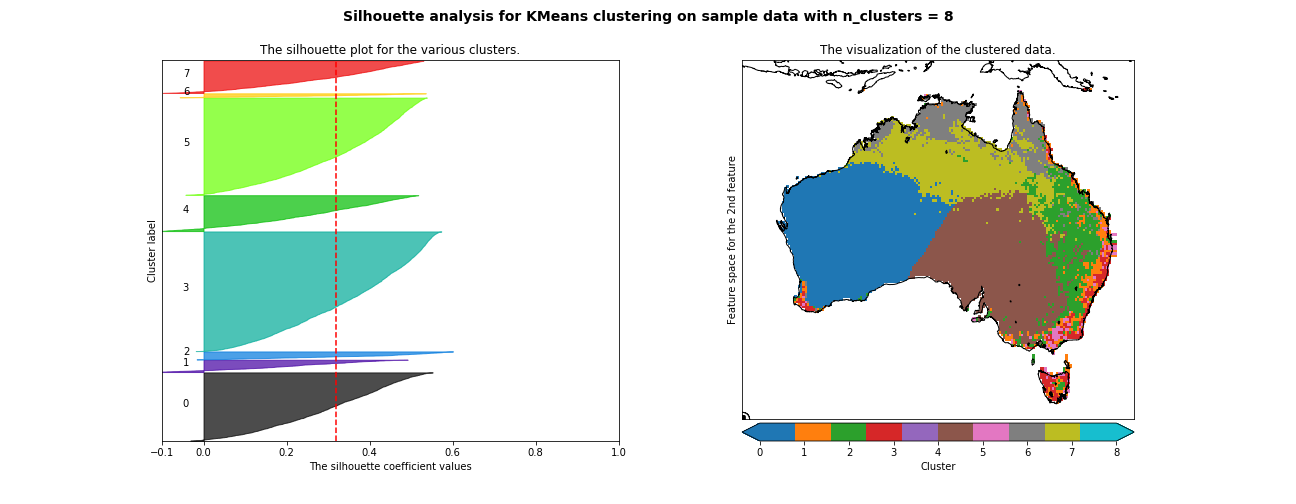 Silhouette analysis for KMeans clustering on sample data with n_clusters = 8
The silhouette plot for the various clusters.
Cluster label
7
6
5
4
3
2
1
0
−0.1 0.0 0.2 0.4 0.6 0.8 1.0
The silhouette coefficient values
The visualization of the clustered data.
Feature space for the 2nd feature
0 1 2 3 4 5 6 7 8
Cluster